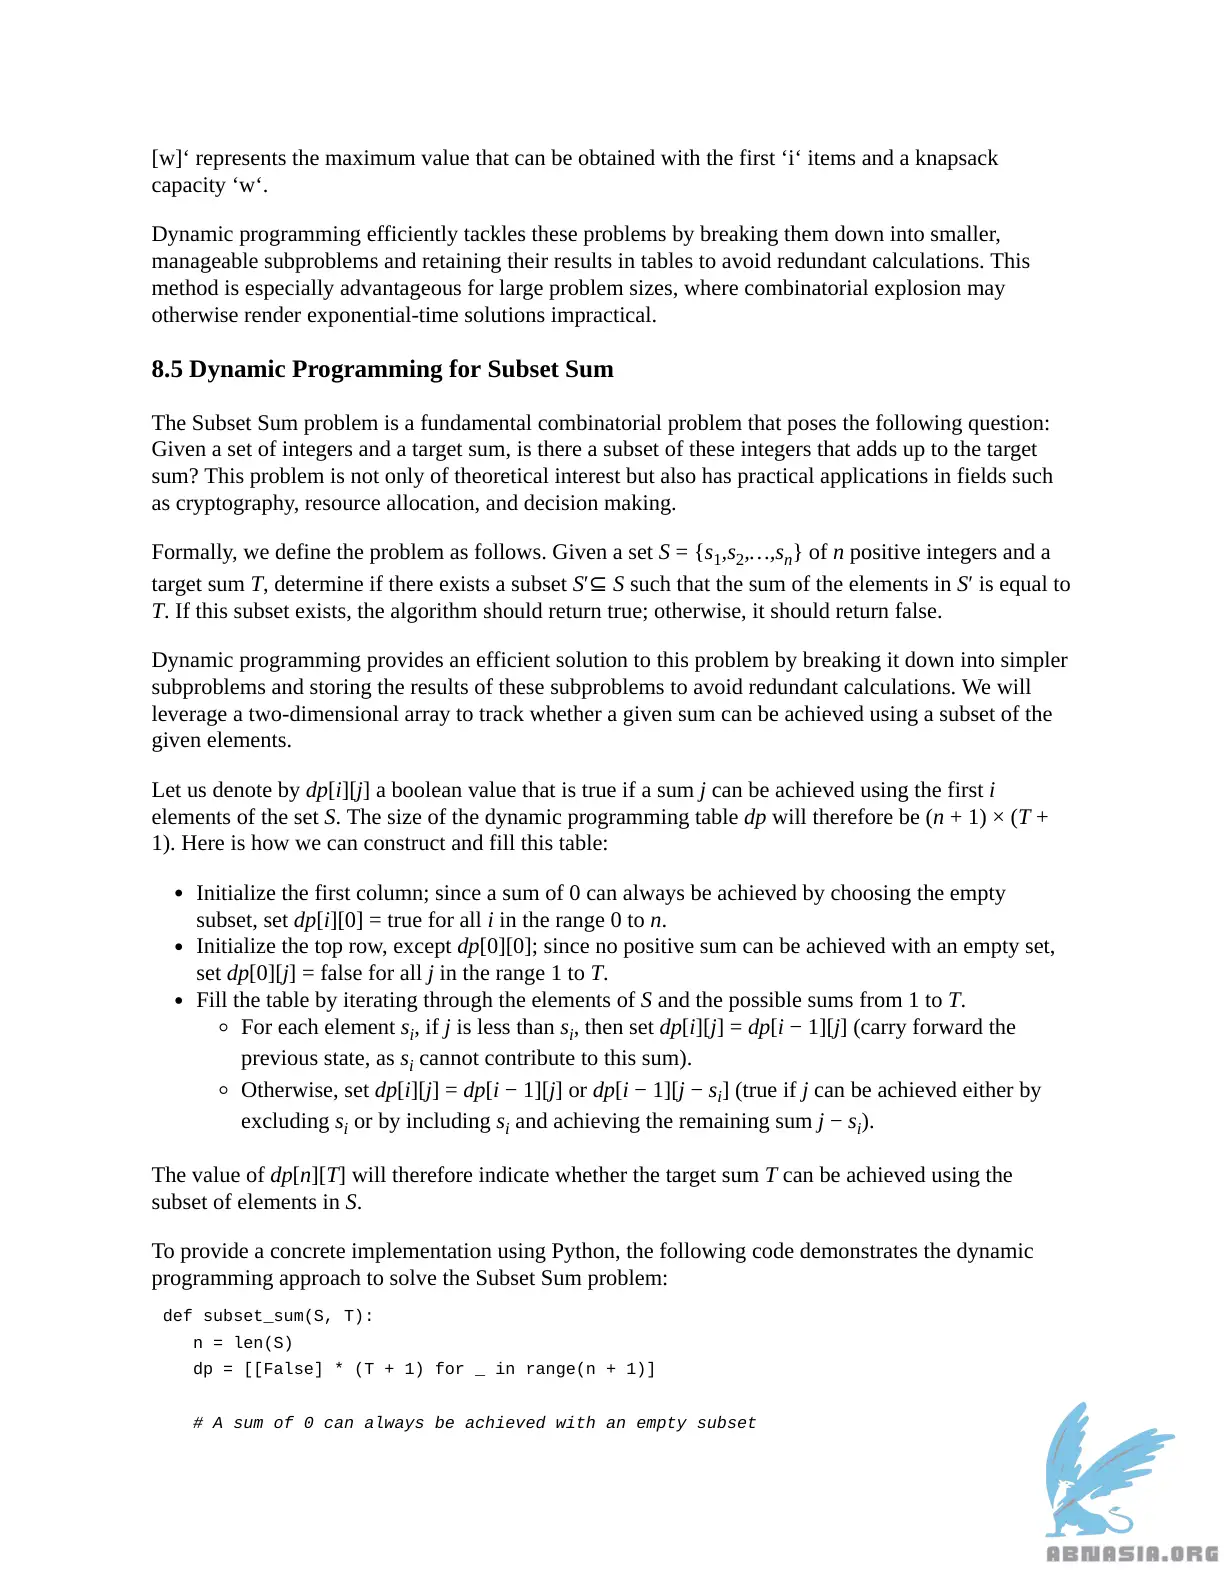 [w]‘ represents the maximum value that can be obtained with the first ‘i‘ items and a knapsack
capacity ‘w‘.
Dynamic programming efficiently tackles these problems by breaking them down into smaller,
manageable subproblems and retaining their results in tables to avoid redundant calculations. This
method is especially advantageous for large problem sizes, where combinatorial explosion may
otherwise render exponential-time solutions impractical.
8.5 Dynamic Programming for Subset Sum
The Subset Sum problem is a fundamental combinatorial problem that poses the following question:
Given a set of integers and a target sum, is there a subset of these integers that adds up to the target
sum? This problem is not only of theoretical interest but also has practical applications in fields such
as cryptography, resource allocation, and decision making.
Formally, we define the problem as follows. Given a set S = {s1,s2,…,sn} of n positive integers and a
target sum T, determine if there exists a subset S′⊆ S such that the sum of the elements in S′ is equal to
T. If this subset exists, the algorithm should return true; otherwise, it should return false.
Dynamic programming provides an efficient solution to this problem by breaking it down into simpler
subproblems and storing the results of these subproblems to avoid redundant calculations. We will
leverage a two-dimensional array to track whether a given sum can be achieved using a subset of the
given elements.
Let us denote by dp[i][j] a boolean value that is true if a sum j can be achieved using the first i
elements of the set S. The size of the dynamic programming table dp will therefore be (n + 1) × (T +
1). Here is how we can construct and fill this table:
• Initialize the first column; since a sum of 0 can always be achieved by choosing the empty
subset, set dp[i][0] = true for all i in the range 0 to n.
• Initialize the top row, except dp[0][0]; since no positive sum can be achieved with an empty set,
set dp[0][j] = false for all j in the range 1 to T.
• Fill the table by iterating through the elements of S and the possible sums from 1 to T.
◦ For each element si, if j is less than si, then set dp[i][j] = dp[i − 1][j] (carry forward the
previous state, as si cannot contribute to this sum).
◦ Otherwise, set dp[i][j] = dp[i − 1][j] or dp[i − 1][j − si] (true if j can be achieved either by
excluding si or by including si and achieving the remaining sum j − si).
The value of dp[n][T] will therefore indicate whether the target sum T can be achieved using the
subset of elements in S.
To provide a concrete implementation using Python, the following code demonstrates the dynamic
programming approach to solve the Subset Sum problem:
def subset_sum(S, T):
n = len(S)
dp = [[False] * (T + 1) for _ in range(n + 1)]
# A sum of 0 can always be achieved with an empty subset
ABNASIA.ORG